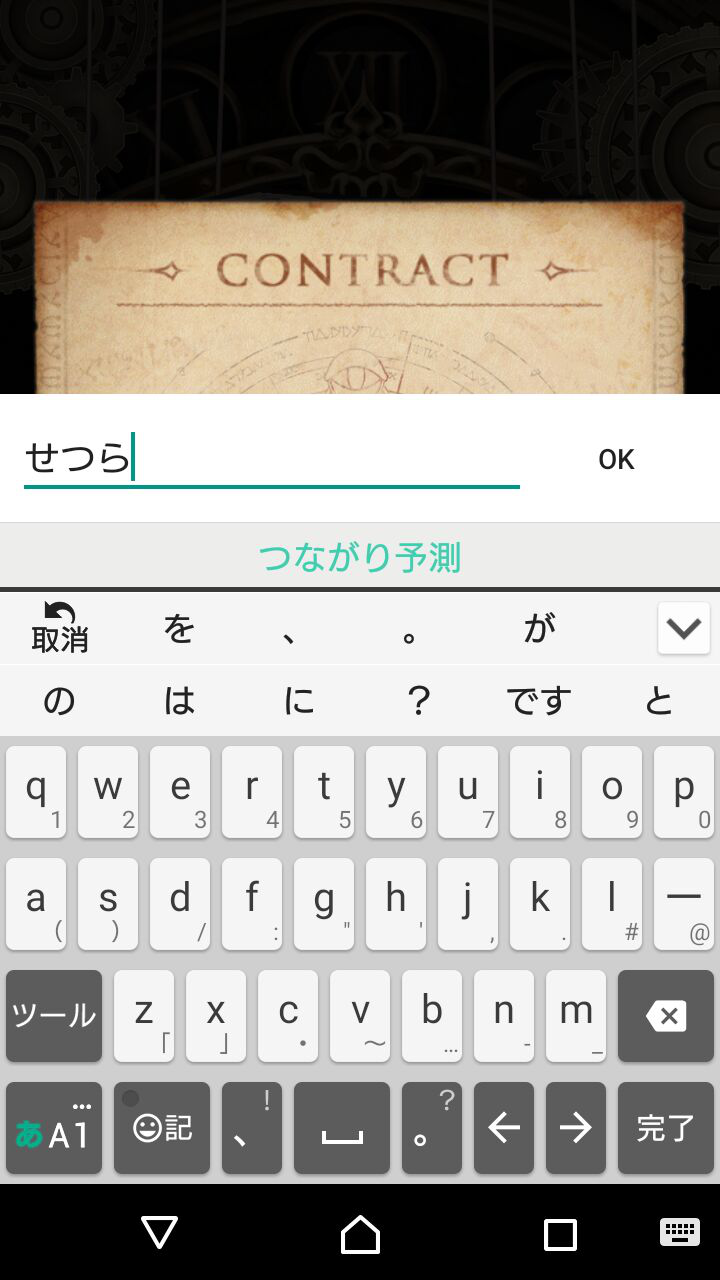 XII
CONTRACT
せつら OK
つながり予測
取消 を 、 。 が
の は に ? です と
q 1 w 2 e 3 r 4 t 5 y 6 u 7 i 8 o 9 p 0
a ( s ) d / f : g " h ' j , k . l # ー @
ツール z 「 x 」 c ・ v ～ b … n - m _
あA1 … 記 、 ! 。 ? ← → 完了